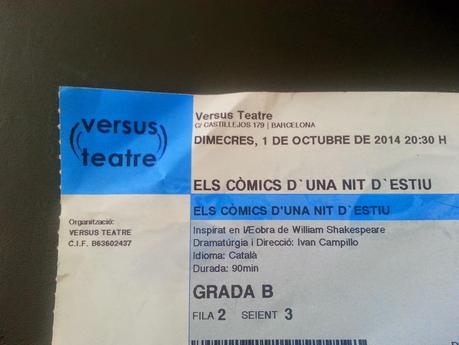 versus
teatre
Versus Teatre
C/ CASTILLEJOS 179 | BARCELONA
DIMECRES, 1 DE OCTUBRE DE 2014 20:30 H
ELS CÒMICS D´UNA NIT D´ESTIU
ELS CÒMICS D'UNA NIT D´ESTIU
Organització:
VERSUS TEATRE
C.I.F. B63602437
Inspirat en l/Æobra de William Shakespeare
Dramatúrgia i Direcció: Ivan Campillo
Idioma: Català
Durada: 90min
GRADA B
FILA 2 SEIENT 3